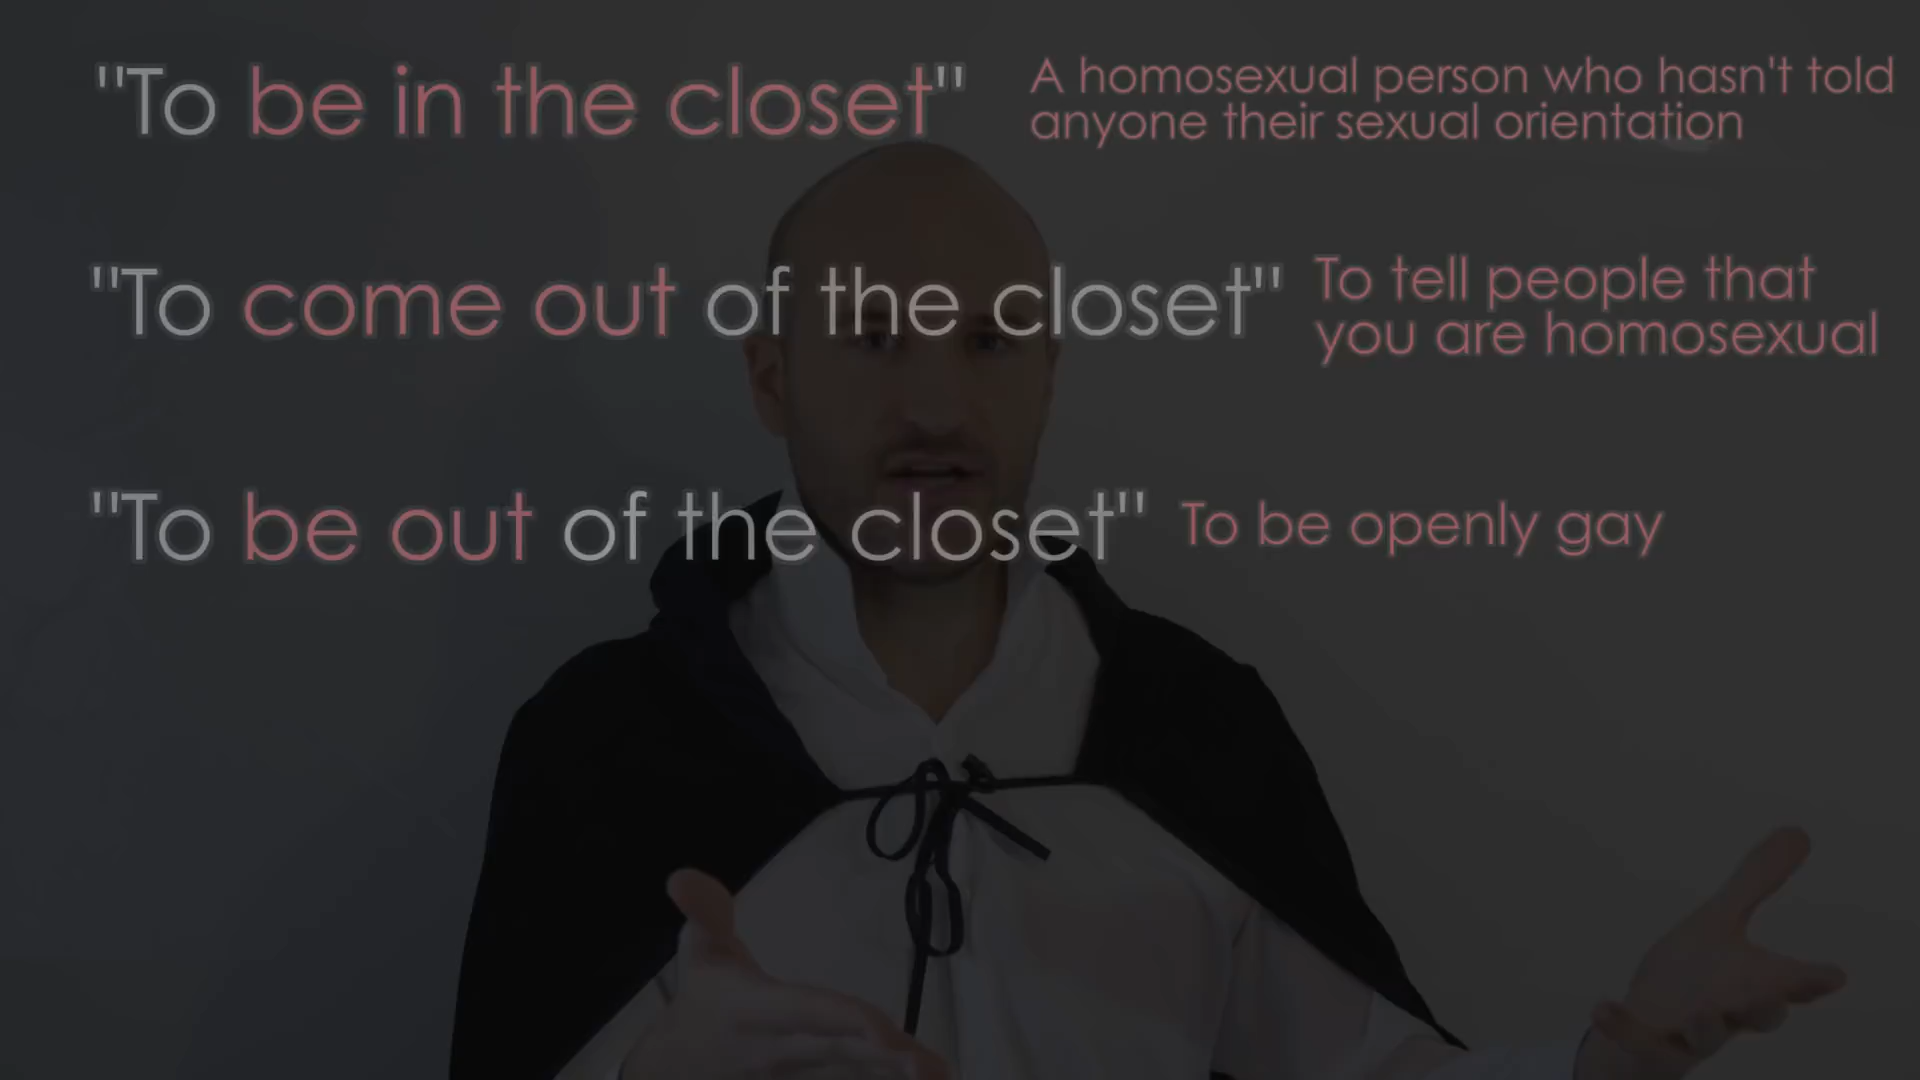 "To be in the closet" A homosexual person who hasn't told
anyone their sexual orientation
"To come out of the closet" To tell people that
you are homosexual
"To be out of the closet" To be openly gay